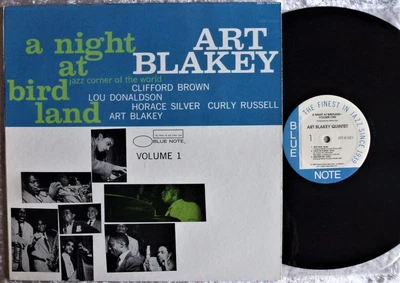 a night
at
bird
land
jazz corner of the world
ART
BLAKEY
CLIFFORD BROWN
LOU DONALDSON
HORACE SILVER CURLY RUSSELL
ART BLAKEY
BLUE NOTE
VOLUME 1
THE FINEST IN JAZZ SINCE 1939
BLUE
NOTE
ART BLAKEY QUINTET
1